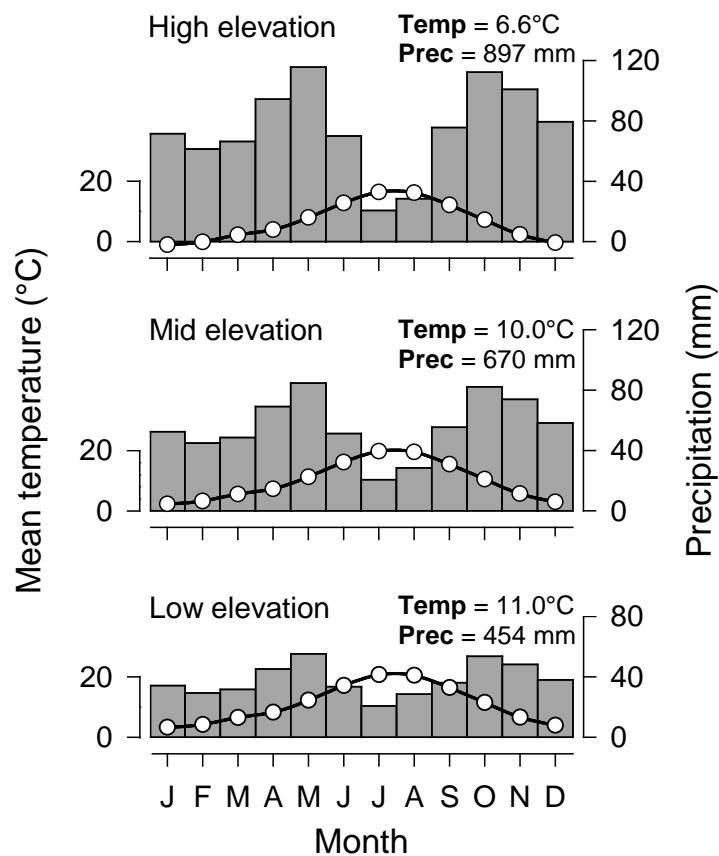 High elevation
Temp = 6.6°C
Prec = 897 mm
120
80
40
0
20
0
Mid elevation
Temp = 10.0°C
Prec = 670 mm
120
80
40
0
20
0
Low elevation
Temp = 11.0°C
Prec = 454 mm
80
40
0
20
0
J F M A M J J A S O N D
Month
Mean temperature (°C)
Precipitation (mm)